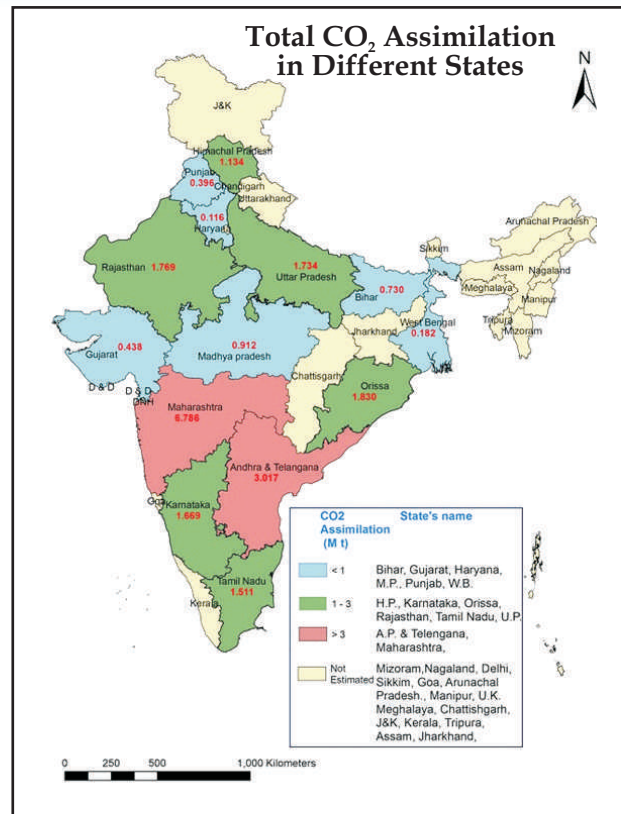 Total CO₂ Assimilation
in Different States
N
J&K
Himachal Pradesh
1.134
Punjab
0.396
Chandigarh
Uttarakhand
0.116
Haryana
Arunachal Pradesh
Sikkim
Rajasthan 1.769
1.734
Uttar Pradesh
Assam
Nagaland
Bihar
0.730
Meghalaya
Manipur
Tripura
Mizoram
Jharkhand
West Bengal
0.182
0.438
Gujarat
0.912
Madhya pradesh
Chattisgarh
D & D
D & D
DNH
Orissa
1.830
Maharashtra
6.786
Andhra & Telangana
3.017
Goa
Karnataka
1.669
Tamil Nadu
1.511
Kerala
CO2
Assimilation
(M t)
State's name
< 1
Bihar, Gujarat, Haryana,
M.P., Punjab, W.B.
1 - 3
H.P., Karnataka, Orissa,
Rajasthan, Tamil Nadu, U.P.
> 3
A.P. & Telengana,
Maharashtra,
Not
Estimated
Mizoram,Nagaland, Delhi,
Sikkim, Goa, Arunachal
Pradesh., Manipur, U.K.
Meghalaya, Chattishgarh,
J&K, Kerala, Tripura,
Assam, Jharkhand,
0 250 500 1,000 Kilometers